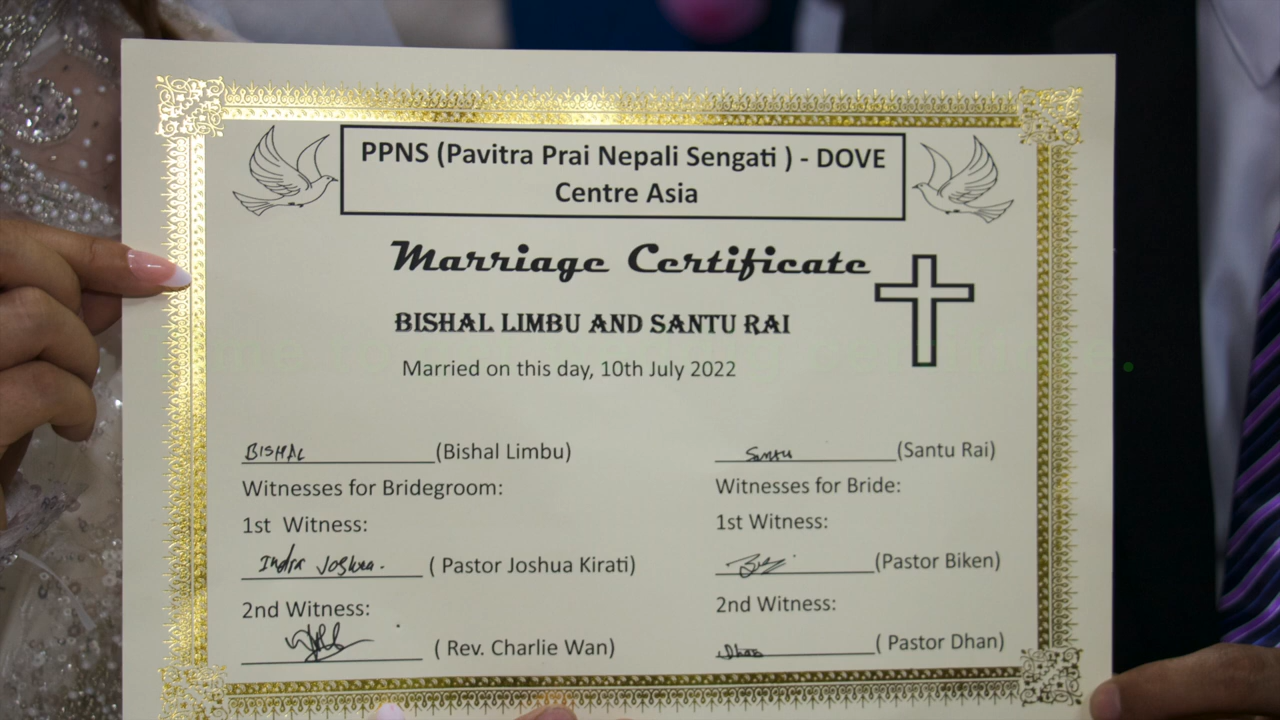 PPNS (Pavitra Prai Nepali Sengati ) - DOVE
Centre Asia
Marriage Certificate
BISHAL LIMBU AND SANTU RAI
Married on this day, 10th July 2022
BISHAL (Bishal Limbu)
Santu (Santu Rai)
Witnesses for Bridegroom:
Witnesses for Bride:
1st Witness:
1st Witness:
Indra Joshua. ( Pastor Joshua Kirati)
(Pastor Biken)
2nd Witness:
2nd Witness:
( Rev. Charlie Wan)
Dhan ( Pastor Dhan)